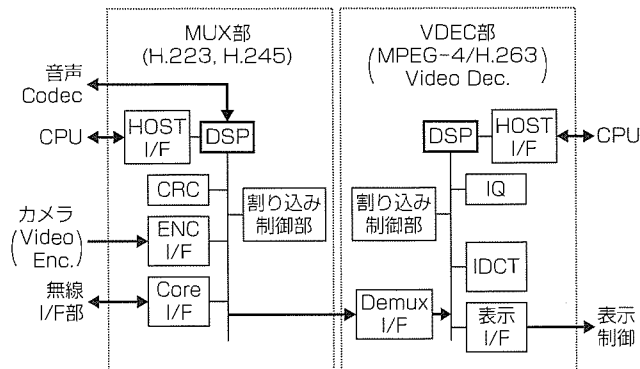 MUX部
(H.223, H.245)
音声
Codec
CPU
HOST
I/F
DSP
CRC
割り込み
制御部
カメラ
(Video
Enc.)
ENC
I/F
無線
I/F部
Core
I/F
VDEC部
(MPEG-4/H.263
Video Dec.)
DSP
HOST
I/F
CPU
IQ
割り込み
制御部
IDCT
Demux
I/F
表示
I/F
表示
制御